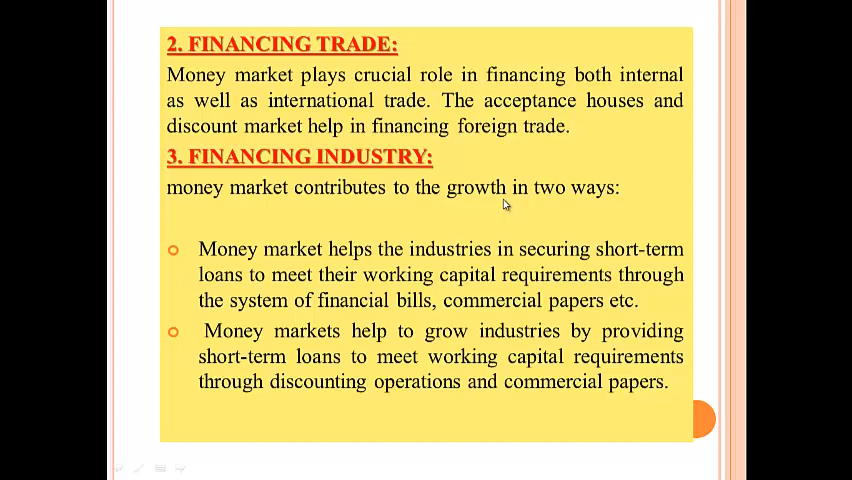 2. FINANCING TRADE:
Money market plays crucial role in financing both internal
as well as international trade. The acceptance houses and
discount market help in financing foreign trade.
3. FINANCING INDUSTRY:
money market contributes to the growth in two ways:
Money market helps the industries in securing short-term
loans to meet their working capital requirements through
the system of financial bills, commercial papers etc.
Money markets help to grow industries by providing
short-term loans to meet working capital requirements
through discounting operations and commercial papers.